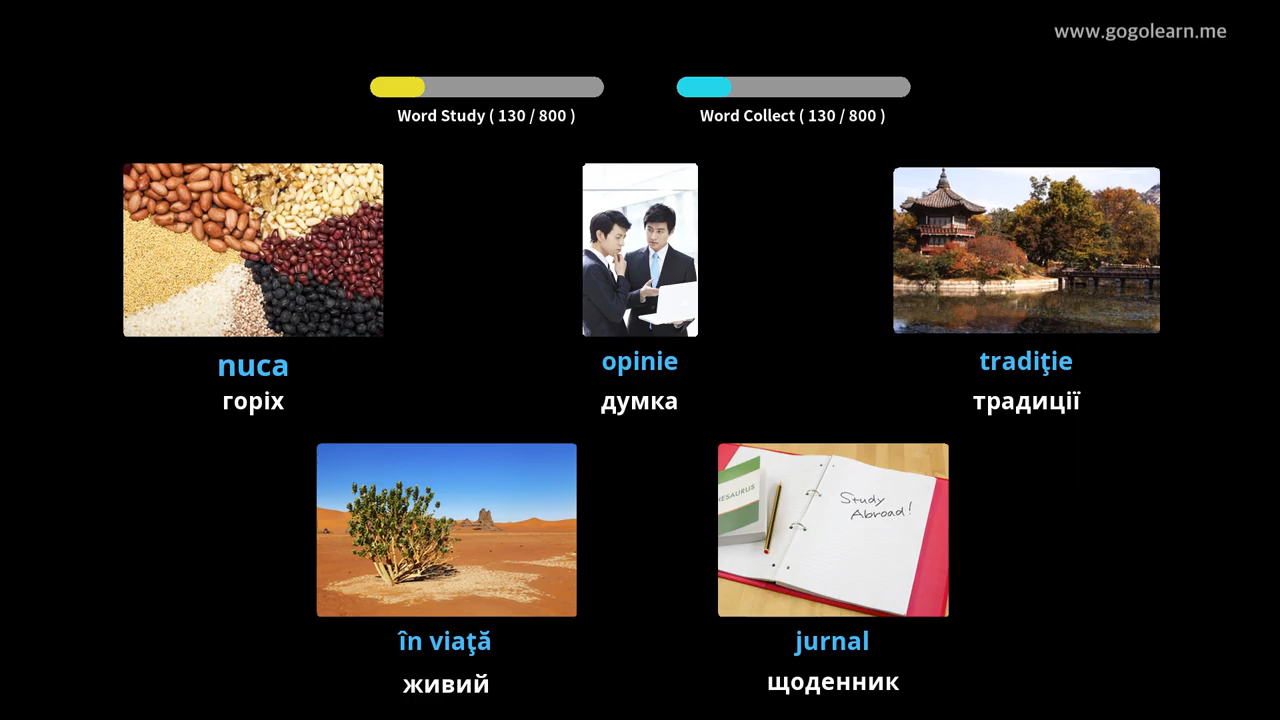 www.gogolearn.me
Word Study ( 130 / 800 )
Word Collect ( 130 / 800 )
nuca
opinie
tradiţie
горіх
думка
традиції
THESAURUS
Study
Abroad!
în viaţă
jurnal
живий
щоденник